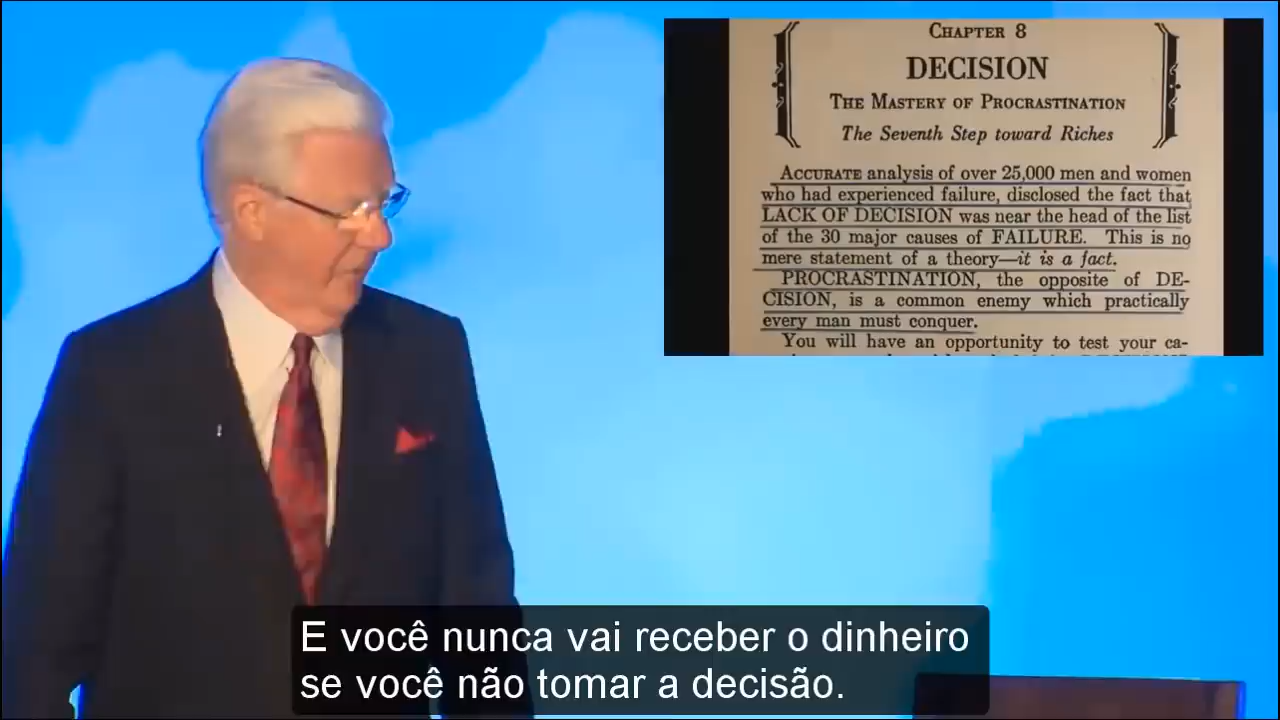 CHAPTER 8
DECISION
THE MASTERY OF PROCRASTINATION
The Seventh Step toward Riches
ACCURATE analysis of over 25,000 men and women
who had experienced failure, disclosed the fact that
LACK OF DECISION was near the head of the list
of the 30 major causes of FAILURE. This is no
mere statement of a theory—it is a fact.
PROCRASTINATION, the opposite of DE-
CISION, is a common enemy which practically
every man must conquer.
You will have an opportunity to test your ca-
E você nunca vai receber o dinheiro
se você não tomar a decisão.